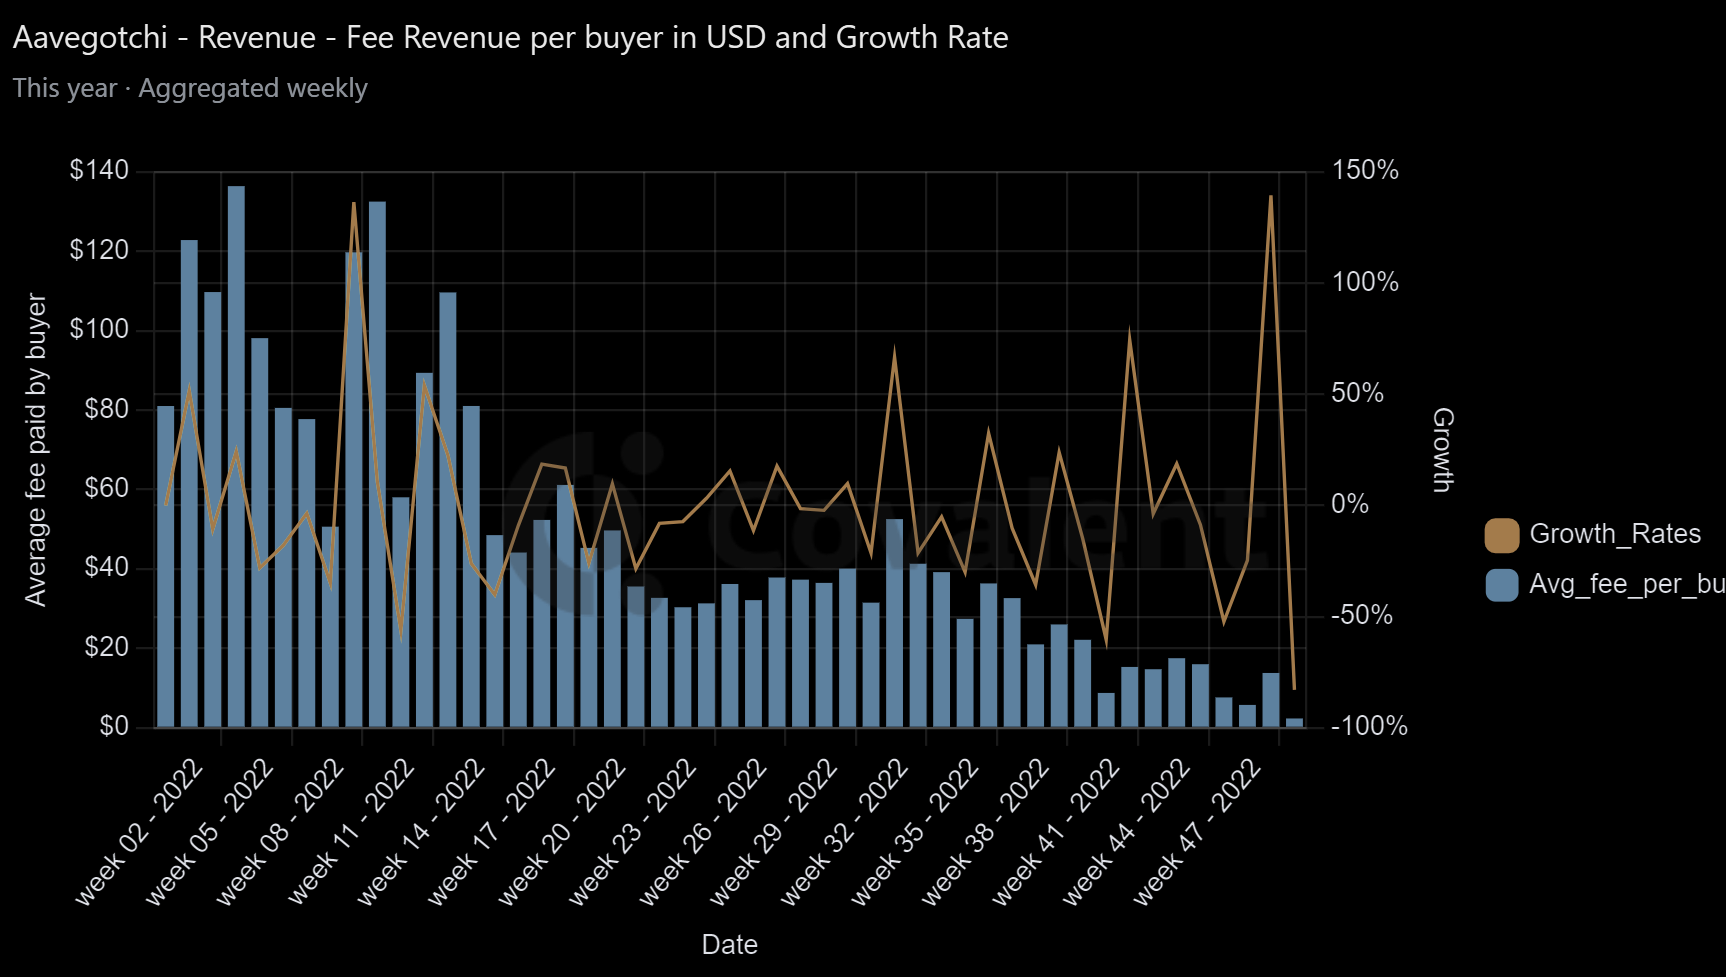 Aavegotchi - Revenue - Fee Revenue per buyer in USD and Growth Rate
This year · Aggregated weekly
$140
$120
$100
$80
$60
$40
$20
$0
Average fee paid by buyer
150%
100%
50%
0%
-50%
-100%
Growth
Covalent
Growth_Rates
Avg_fee_per_bu
week 02 - 2022
week 05 - 2022
week 08 - 2022
week 11 - 2022
week 14 - 2022
week 17 - 2022
week 20 - 2022
week 23 - 2022
week 26 - 2022
week 29 - 2022
week 32 - 2022
week 35 - 2022
week 38 - 2022
week 41 - 2022
week 44 - 2022
week 47 - 2022
Date